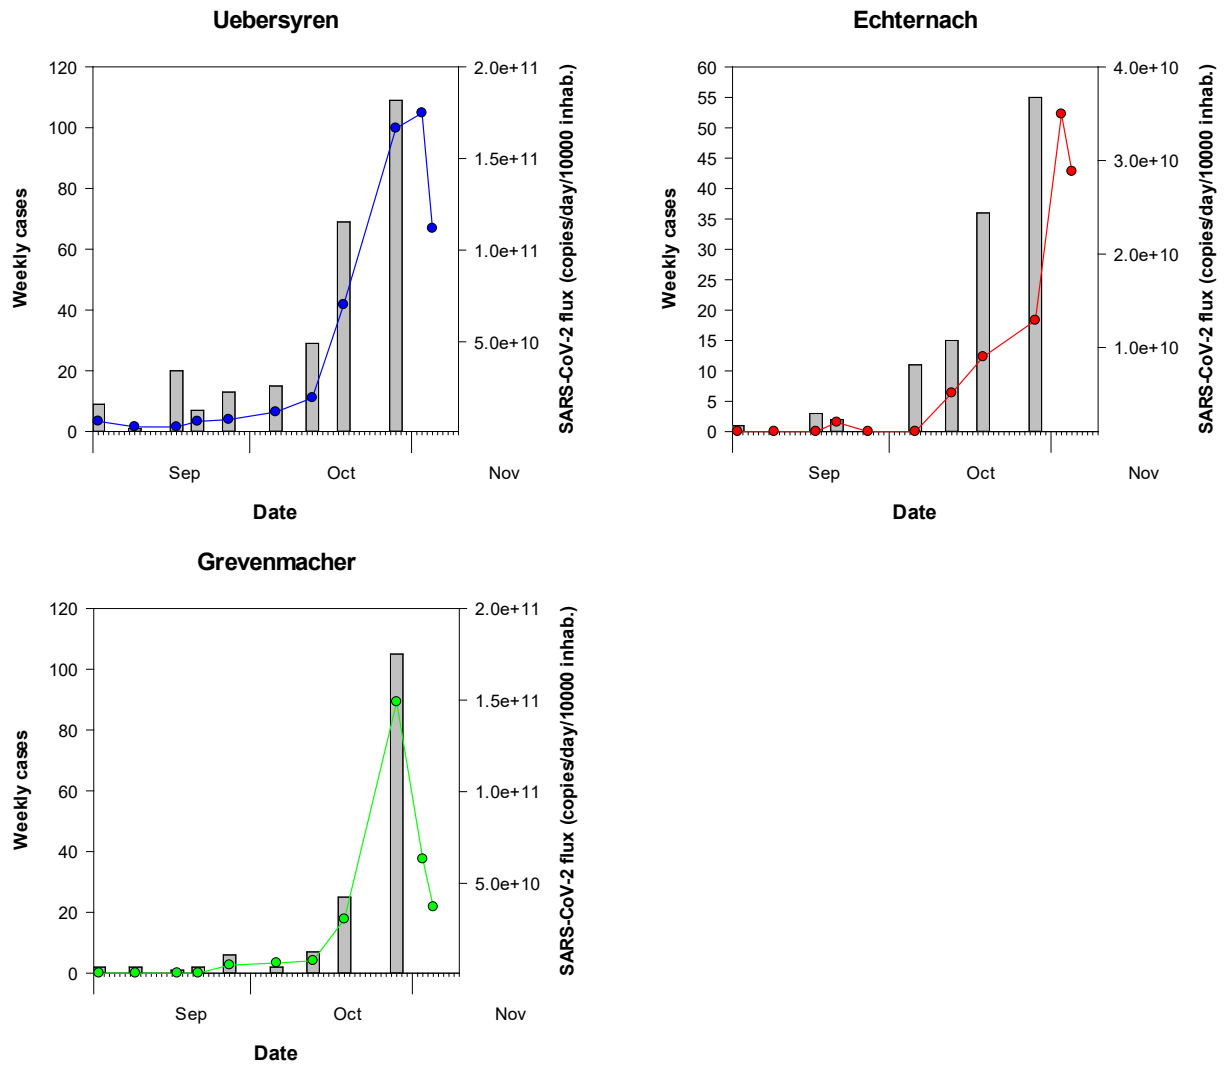 Uebersyren
120
100
80
60
40
20
0
Weekly cases
2.0e+11
1.5e+11
1.0e+11
5.0e+10
SARS-CoV-2 flux (copies/day/10000 inhab.)
Sep
Oct
Nov
Date
Echternach
60
55
50
45
40
35
30
25
20
15
10
5
0
Weekly cases
4.0e+10
3.0e+10
2.0e+10
1.0e+10
SARS-CoV-2 flux (copies/day/10000 inhab.)
Sep
Oct
Nov
Date
Grevenmacher
120
100
80
60
40
20
0
Weekly cases
2.0e+11
1.5e+11
1.0e+11
5.0e+10
SARS-CoV-2 flux (copies/day/10000 inhab.)
Sep
Oct
Nov
Date